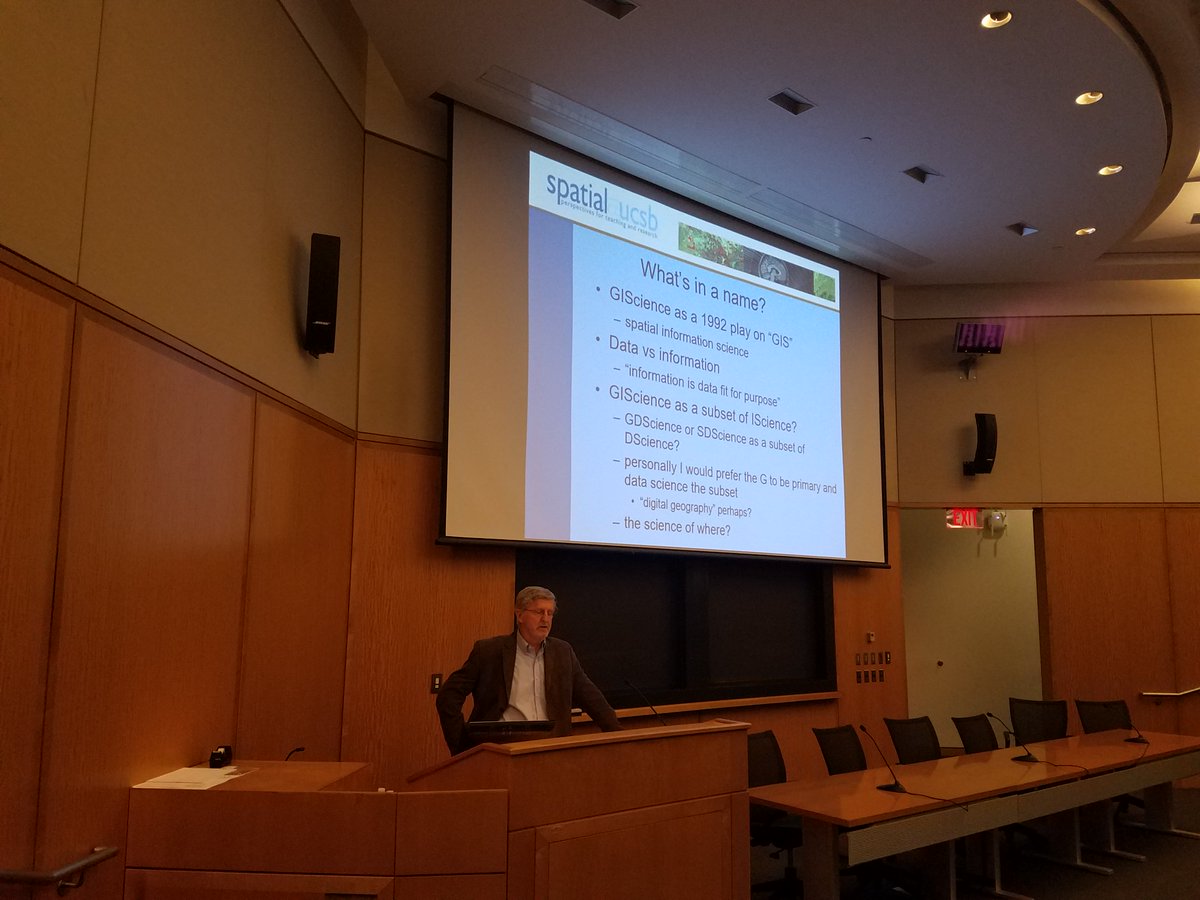 spatial@ucsb
perspectives for teaching and research
What's in a name?
• GIScience as a 1992 play on "GIS"
– spatial information science
• Data vs information
– "information is data fit for purpose"
• GIScience as a subset of IScience?
– GDScience or SDScience as a subset of
DScience?
– personally I would prefer the G to be primary and
data science the subset
• "digital geography" perhaps?
– the science of where?
BOSE
EXIT